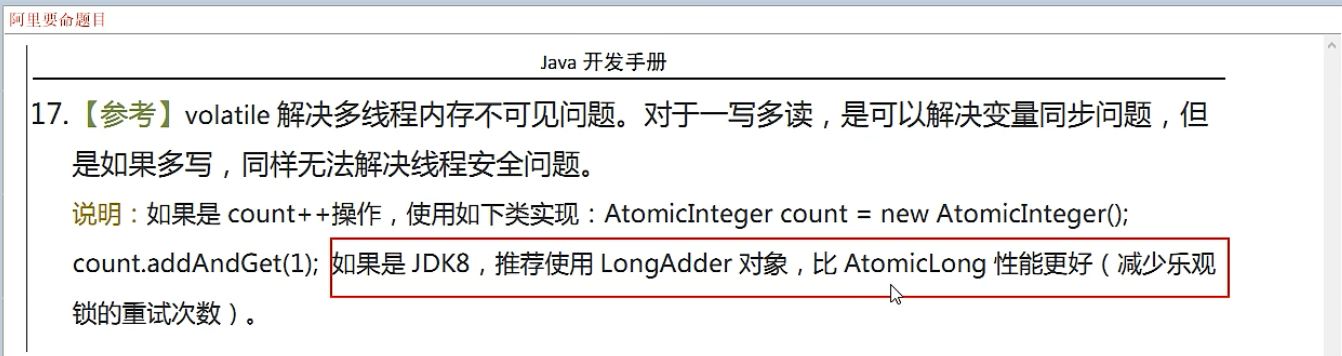 阿里要命题目
Java 开发手册
17.【参考】volatile 解决多线程内存不可见问题。对于一写多读，是可以解决变量同步问题，但
是如果多写，同样无法解决线程安全问题。
说明：如果是 count++操作，使用如下类实现：AtomicInteger count = new AtomicInteger();
count.addAndGet(1); 如果是 JDK8，推荐使用 LongAdder 对象，比 AtomicLong 性能更好（减少乐观
锁的重试次数）。